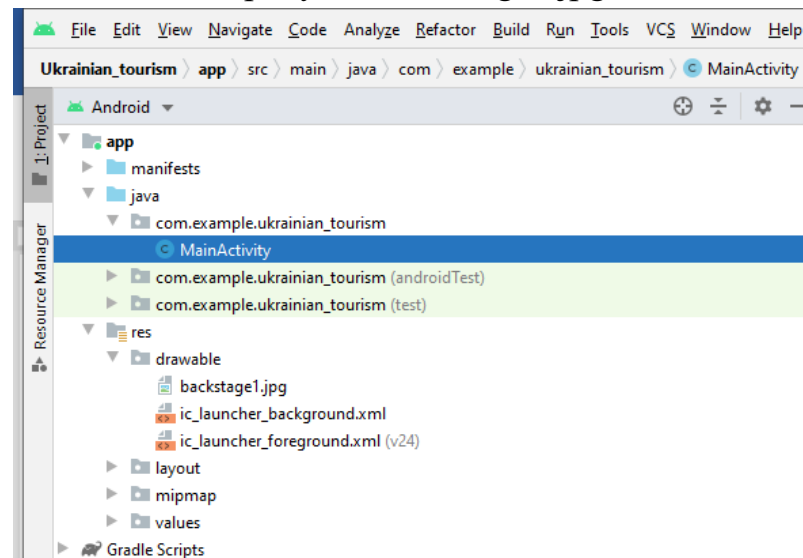 File Edit View Navigate Code Analyze Refactor Build Run Tools VCS Window Help
Ukrainian_tourism app src main java com example ukrainian_tourism MainActivity
1: Project
Resource Manager
Android
app
manifests
java
com.example.ukrainian_tourism
MainActivity
com.example.ukrainian_tourism (androidTest)
com.example.ukrainian_tourism (test)
res
drawable
backstage1.jpg
ic_launcher_background.xml
ic_launcher_foreground.xml (v24)
layout
mipmap
values
Gradle Scripts